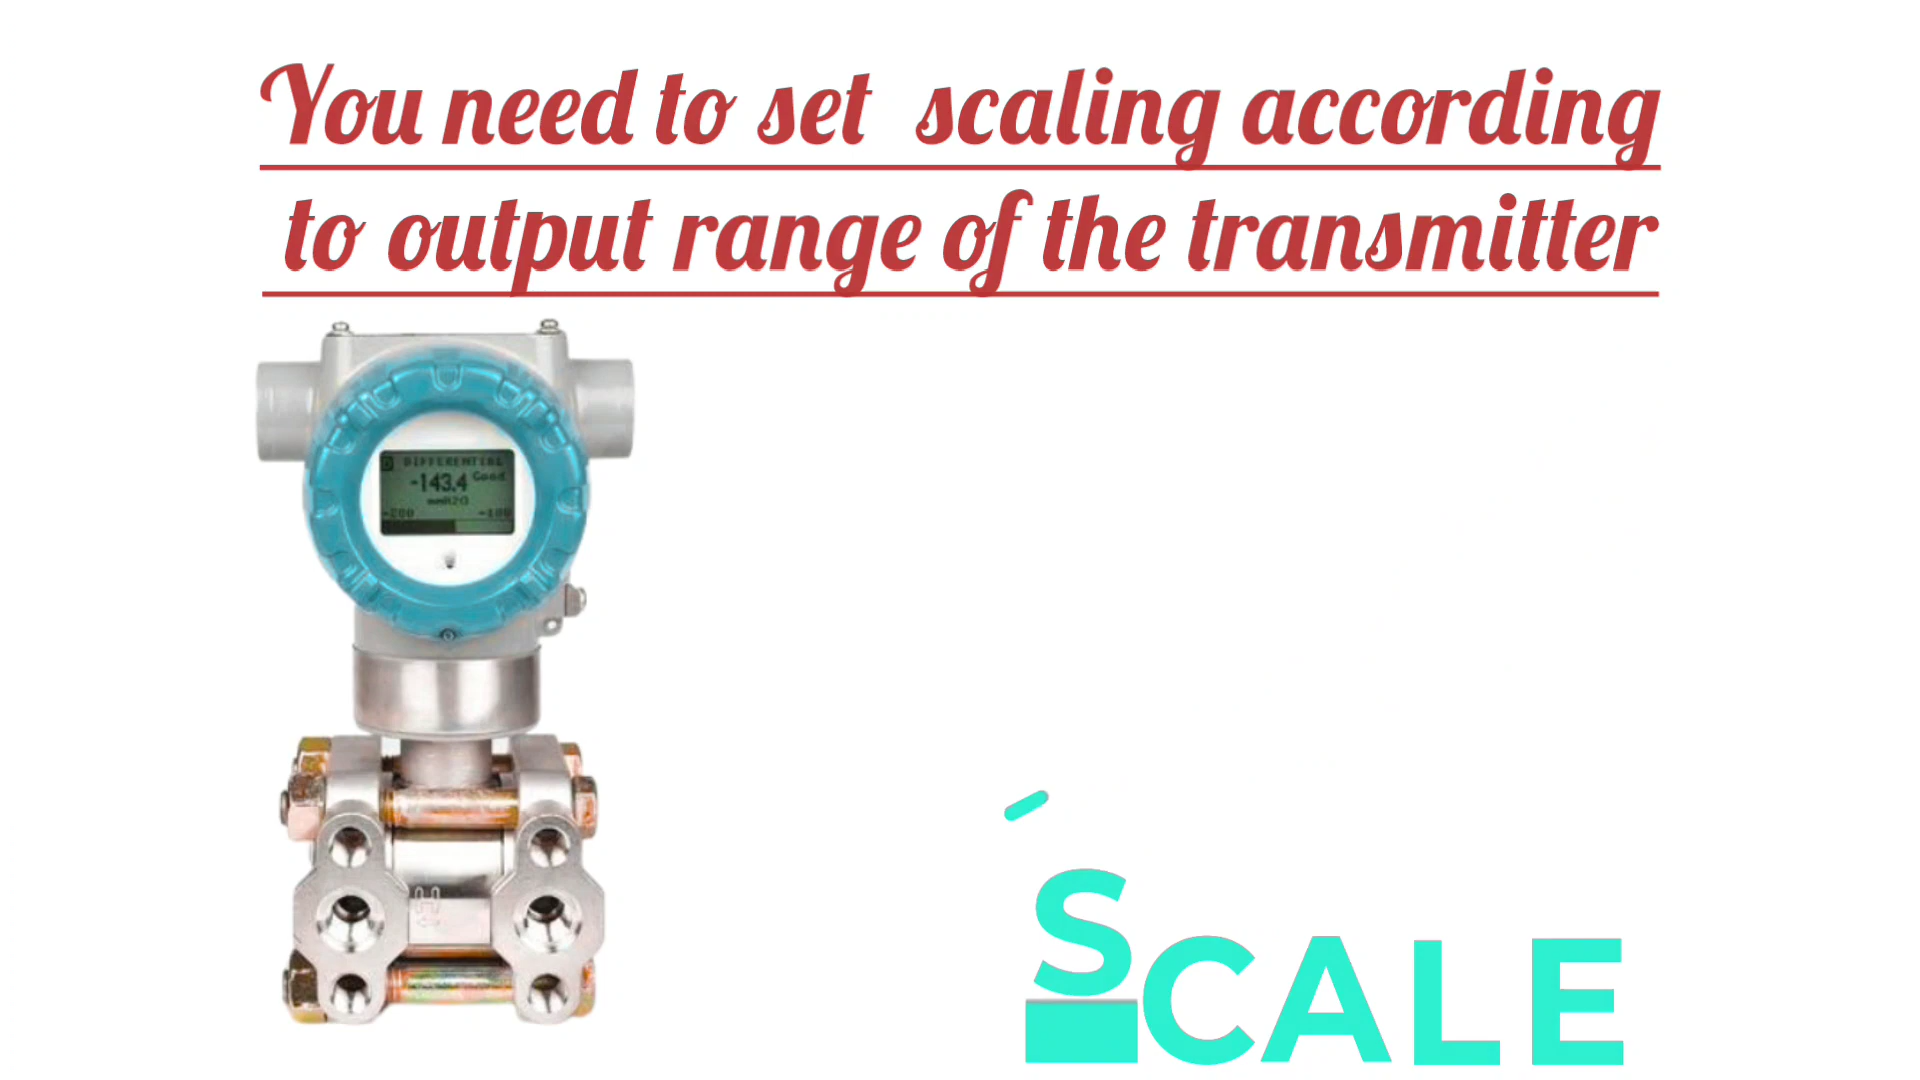 You need to set scaling according
to output range of the transmitter
DIFFERENTIAL
-143.4 Good
mmH2O
-200 -100
H
SCALE